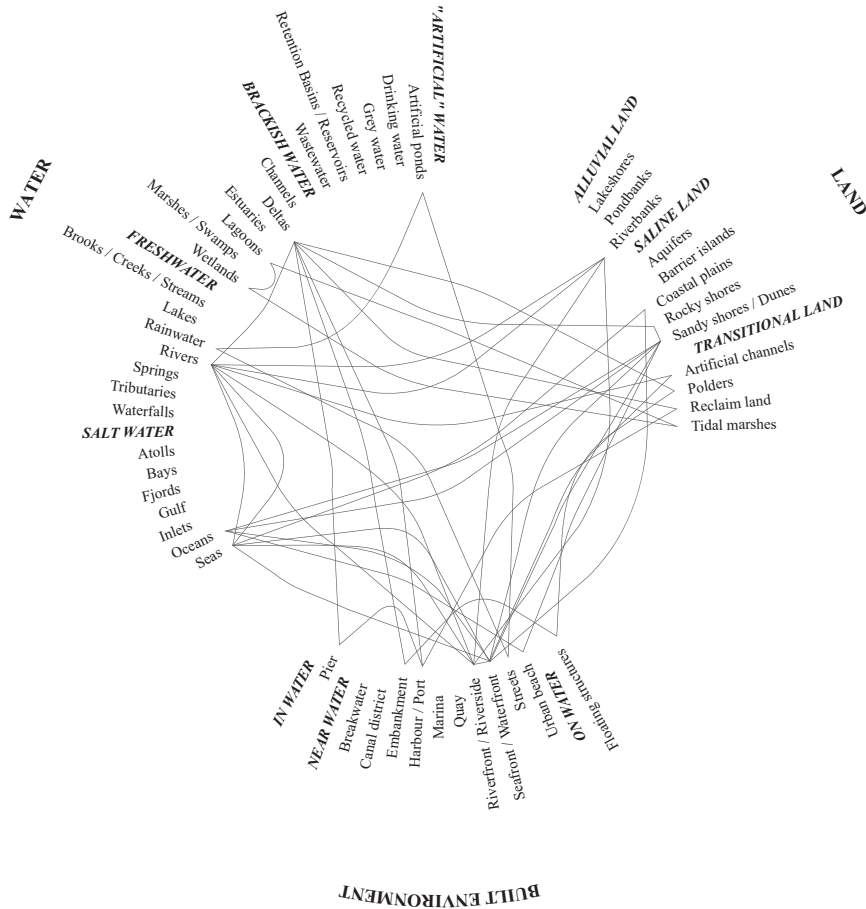 WATER
"ARTIFICIAL" WATER
Artificial ponds
Drinking water
Grey water
Recycled water
Retention Basins / Reservoirs
Wastewater
BRACKISH WATER
Channels
Deltas
Estuaries
Lagoons
Marshes / Swamps
Wetlands
FRESHWATER
Brooks / Creeks / Streams
Lakes
Rainwater
Rivers
Springs
Tributaries
Waterfalls
SALT WATER
Atolls
Bays
Fjords
Gulf
Inlets
Oceans
Seas
LAND
ALLUVIAL LAND
Lakeshores
Pondbanks
Riverbanks
SALINE LAND
Aquifers
Barrier islands
Coastal plains
Rocky shores
Sandy shores / Dunes
TRANSITIONAL LAND
Artificial channels
Polders
Reclaim land
Tidal marshes
IN WATER
Pier
NEAR WATER
Breakwater
Canal district
Embankment
Harbour / Port
Marina
Quay
Riverfront / Riverside
Seafront / Waterfront
Streets
Urban beach
ON WATER
Floating structures
BUILT ENVIRONMENT